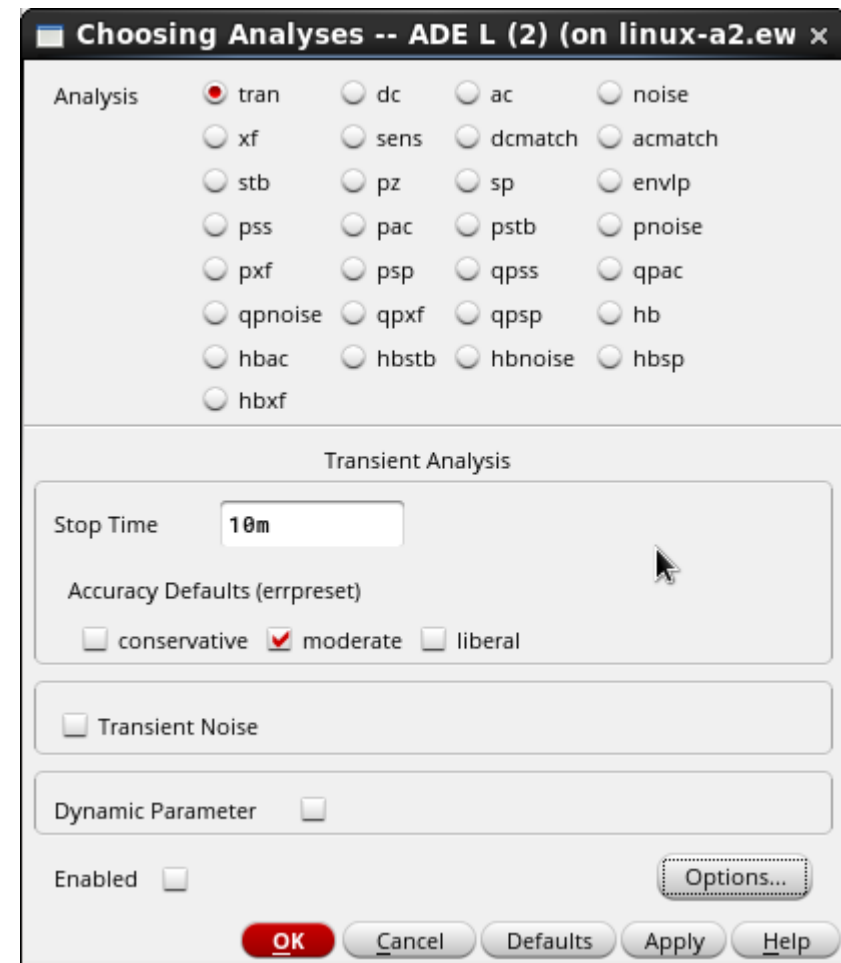 Choosing Analyses -- ADE L (2) (on linux-a2.ew ×
Analysis tran dc ac noise
xf sens dcmatch acmatch
stb pz sp envlp
pss pac pstb pnoise
pxf psp qpss qpac
qpnoise qpxf qpsp hb
hbac hbstb hbnoise hbsp
hbxf
Transient Analysis
Stop Time 10m
Accuracy Defaults (errpreset)
conservative moderate liberal
Transient Noise
Dynamic Parameter
Enabled Options...
OK Cancel Defaults Apply Help